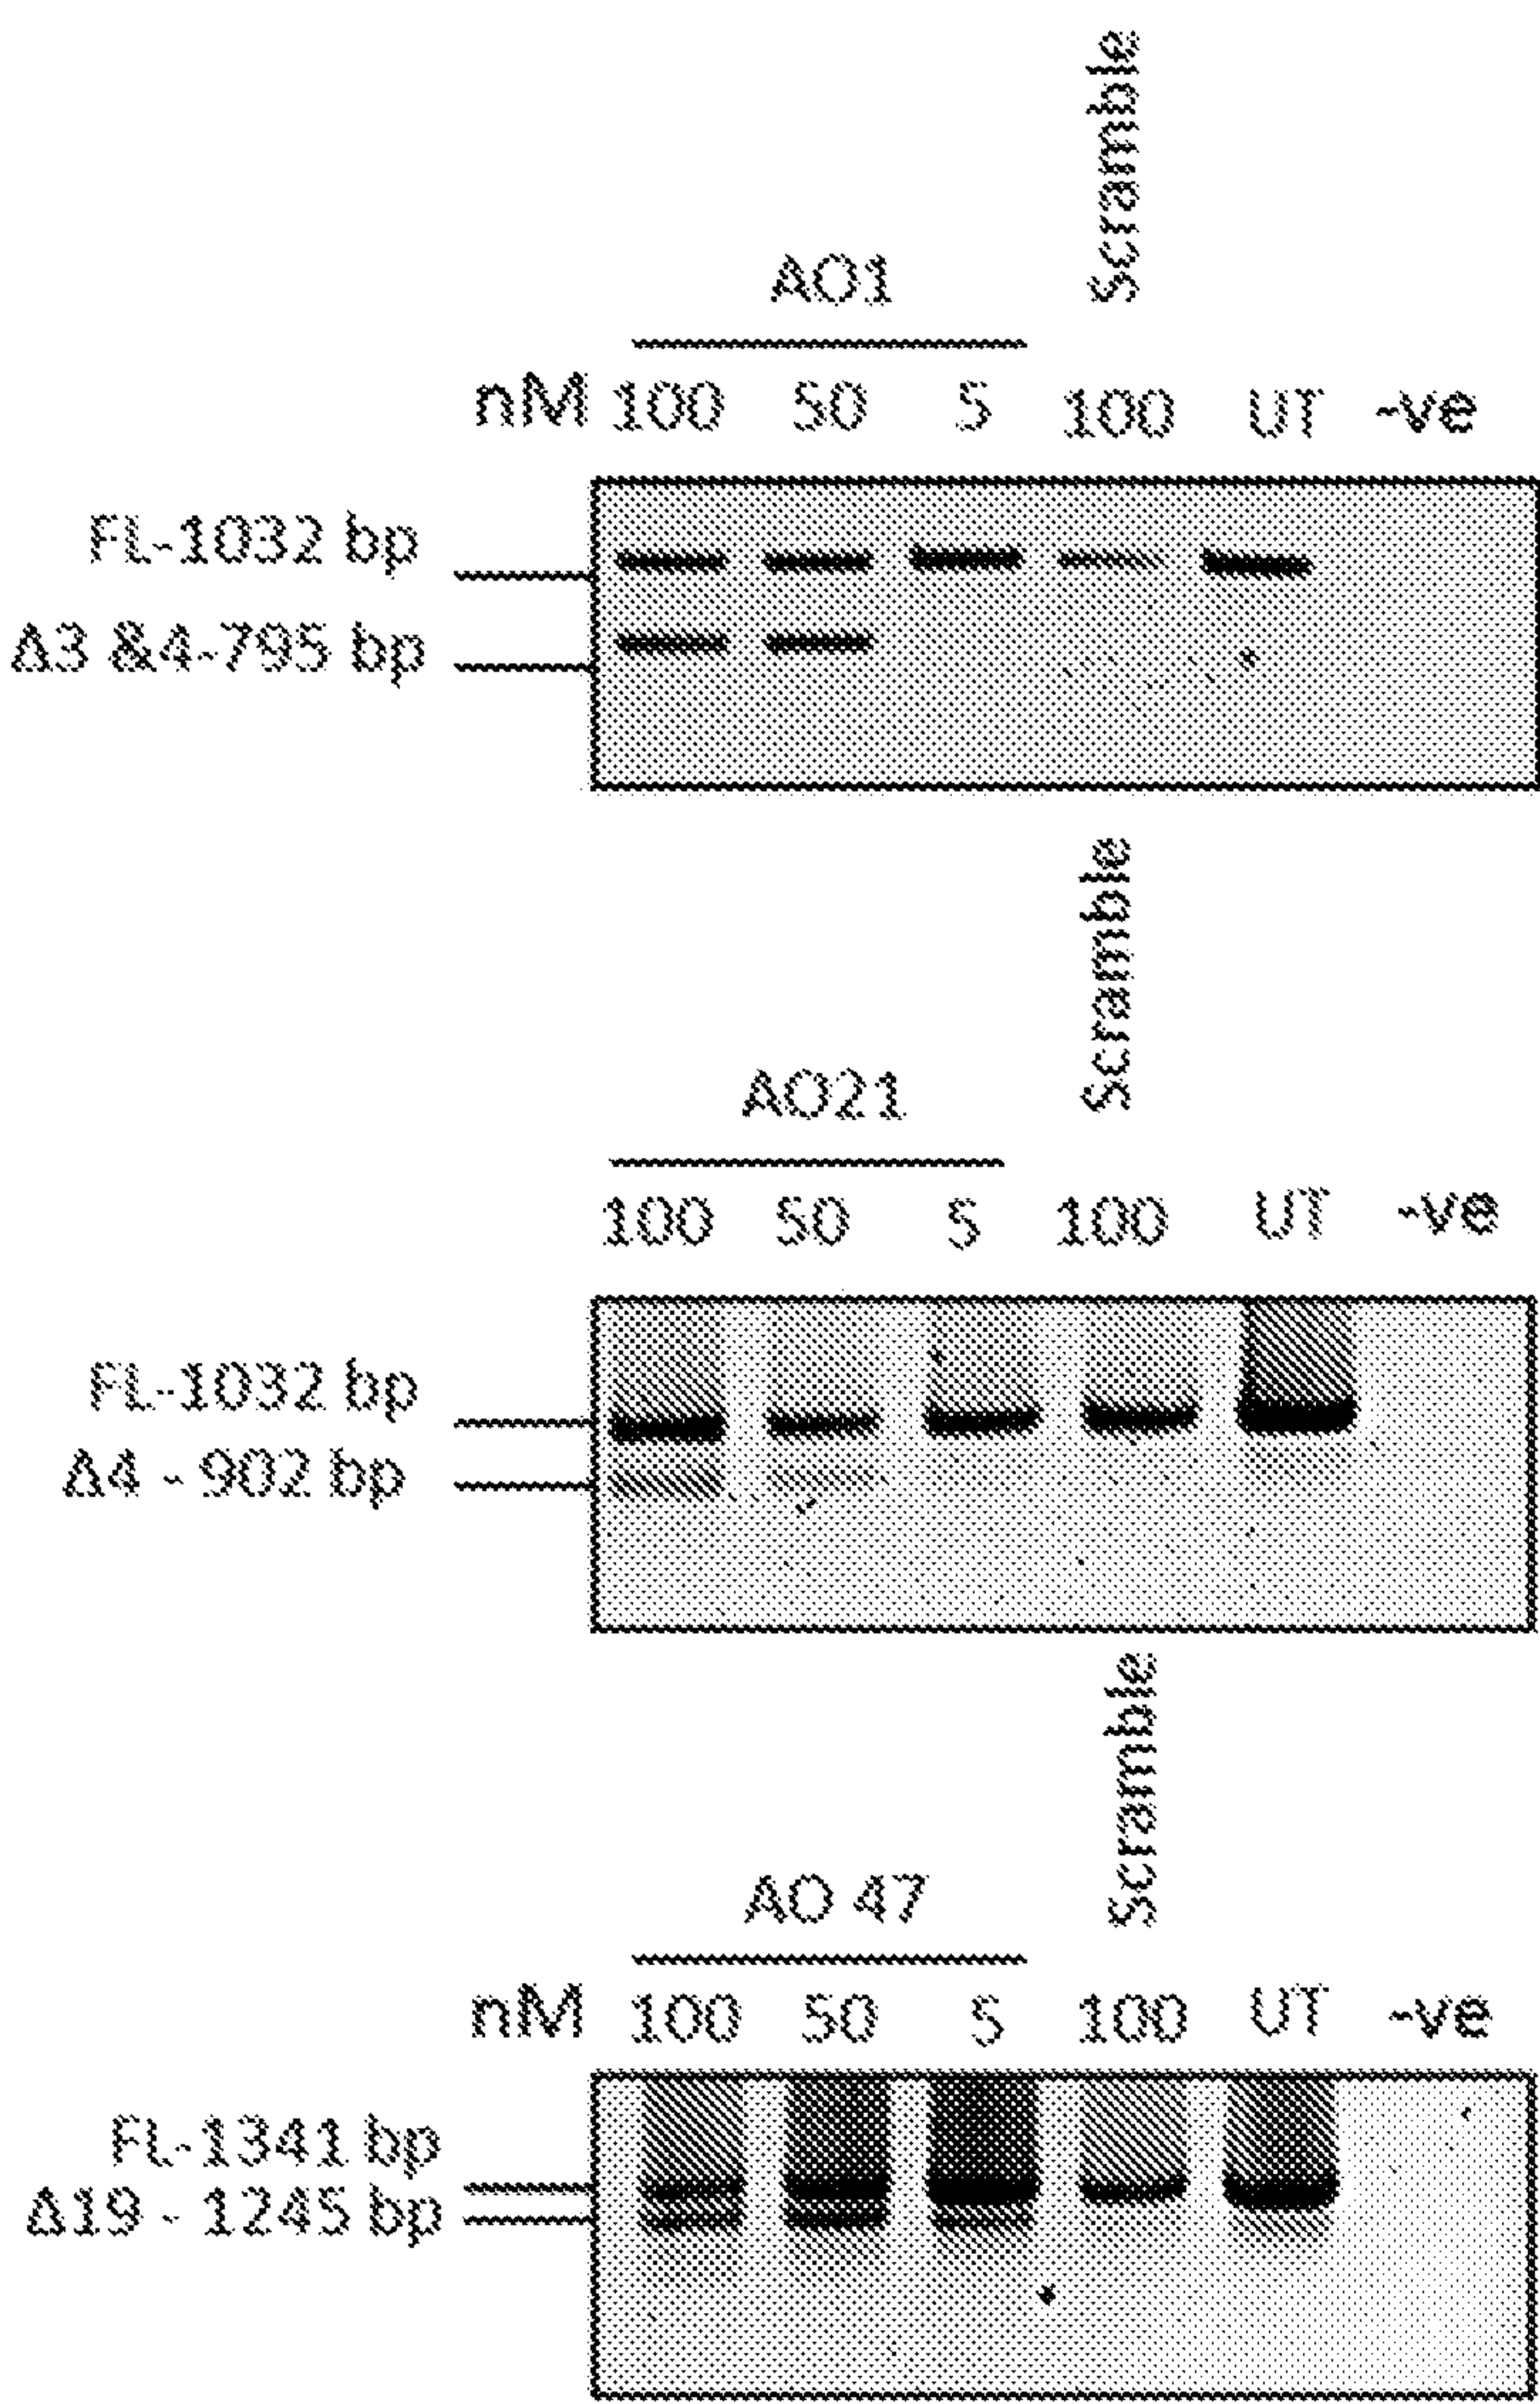 Scramble
AO1
nM 100 50 5 100 UT -ve
FL-1032 bp
Δ3 &4-795 bp
Scramble
AO21
100 50 5 100 UT -ve
FL-1032 bp
Δ4 - 902 bp
Scramble
AO 47
nM 100 50 5 100 UT -ve
FL-1341 bp
Δ19 - 1245 bp